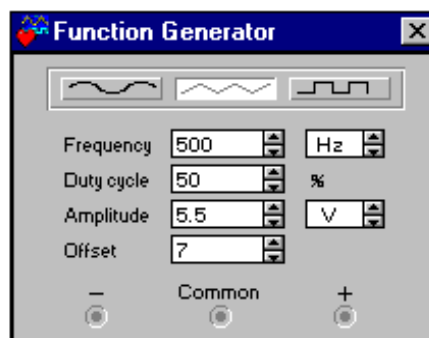 Function Generator
Frequency 500 Hz
Duty cycle 50 %
Amplitude 5.5 V
Offset 7
− Common +